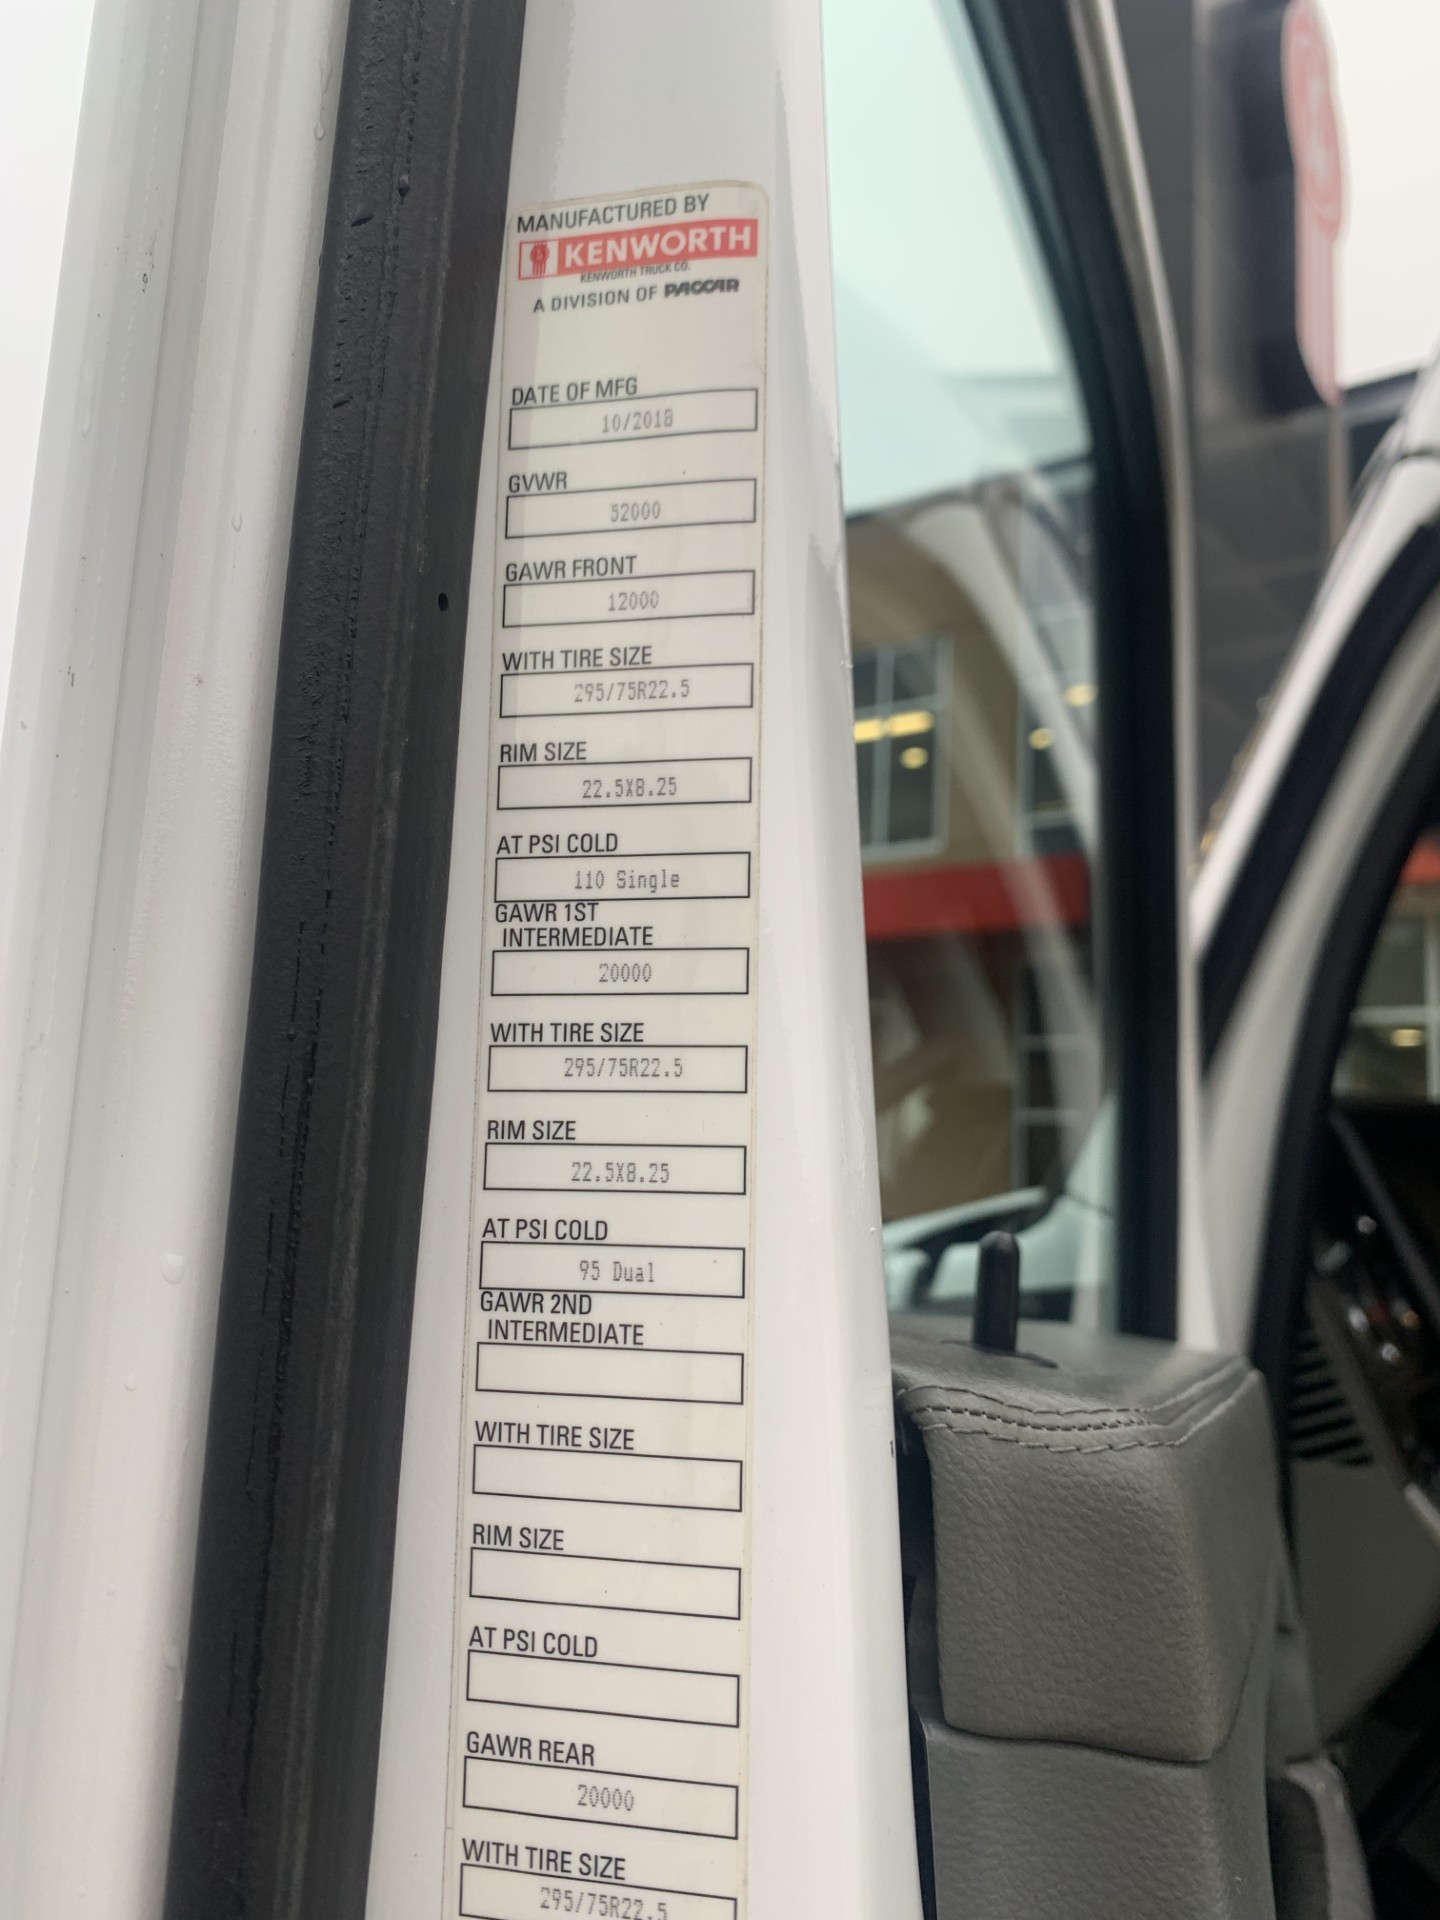 MANUFACTURED BY
KENWORTH
KENWORTH TRUCK CO.
A DIVISION OF PACCAR
DATE OF MFG
10/2018
GVWR
52000
GAWR FRONT
12000
WITH TIRE SIZE
295/75R22.5
RIM SIZE
22.5X8.25
AT PSI COLD
110 Single
GAWR 1ST
INTERMEDIATE
20000
WITH TIRE SIZE
295/75R22.5
RIM SIZE
22.5X8.25
AT PSI COLD
95 Dual
GAWR 2ND
INTERMEDIATE
WITH TIRE SIZE
RIM SIZE
AT PSI COLD
GAWR REAR
20000
WITH TIRE SIZE
295/75R22.5